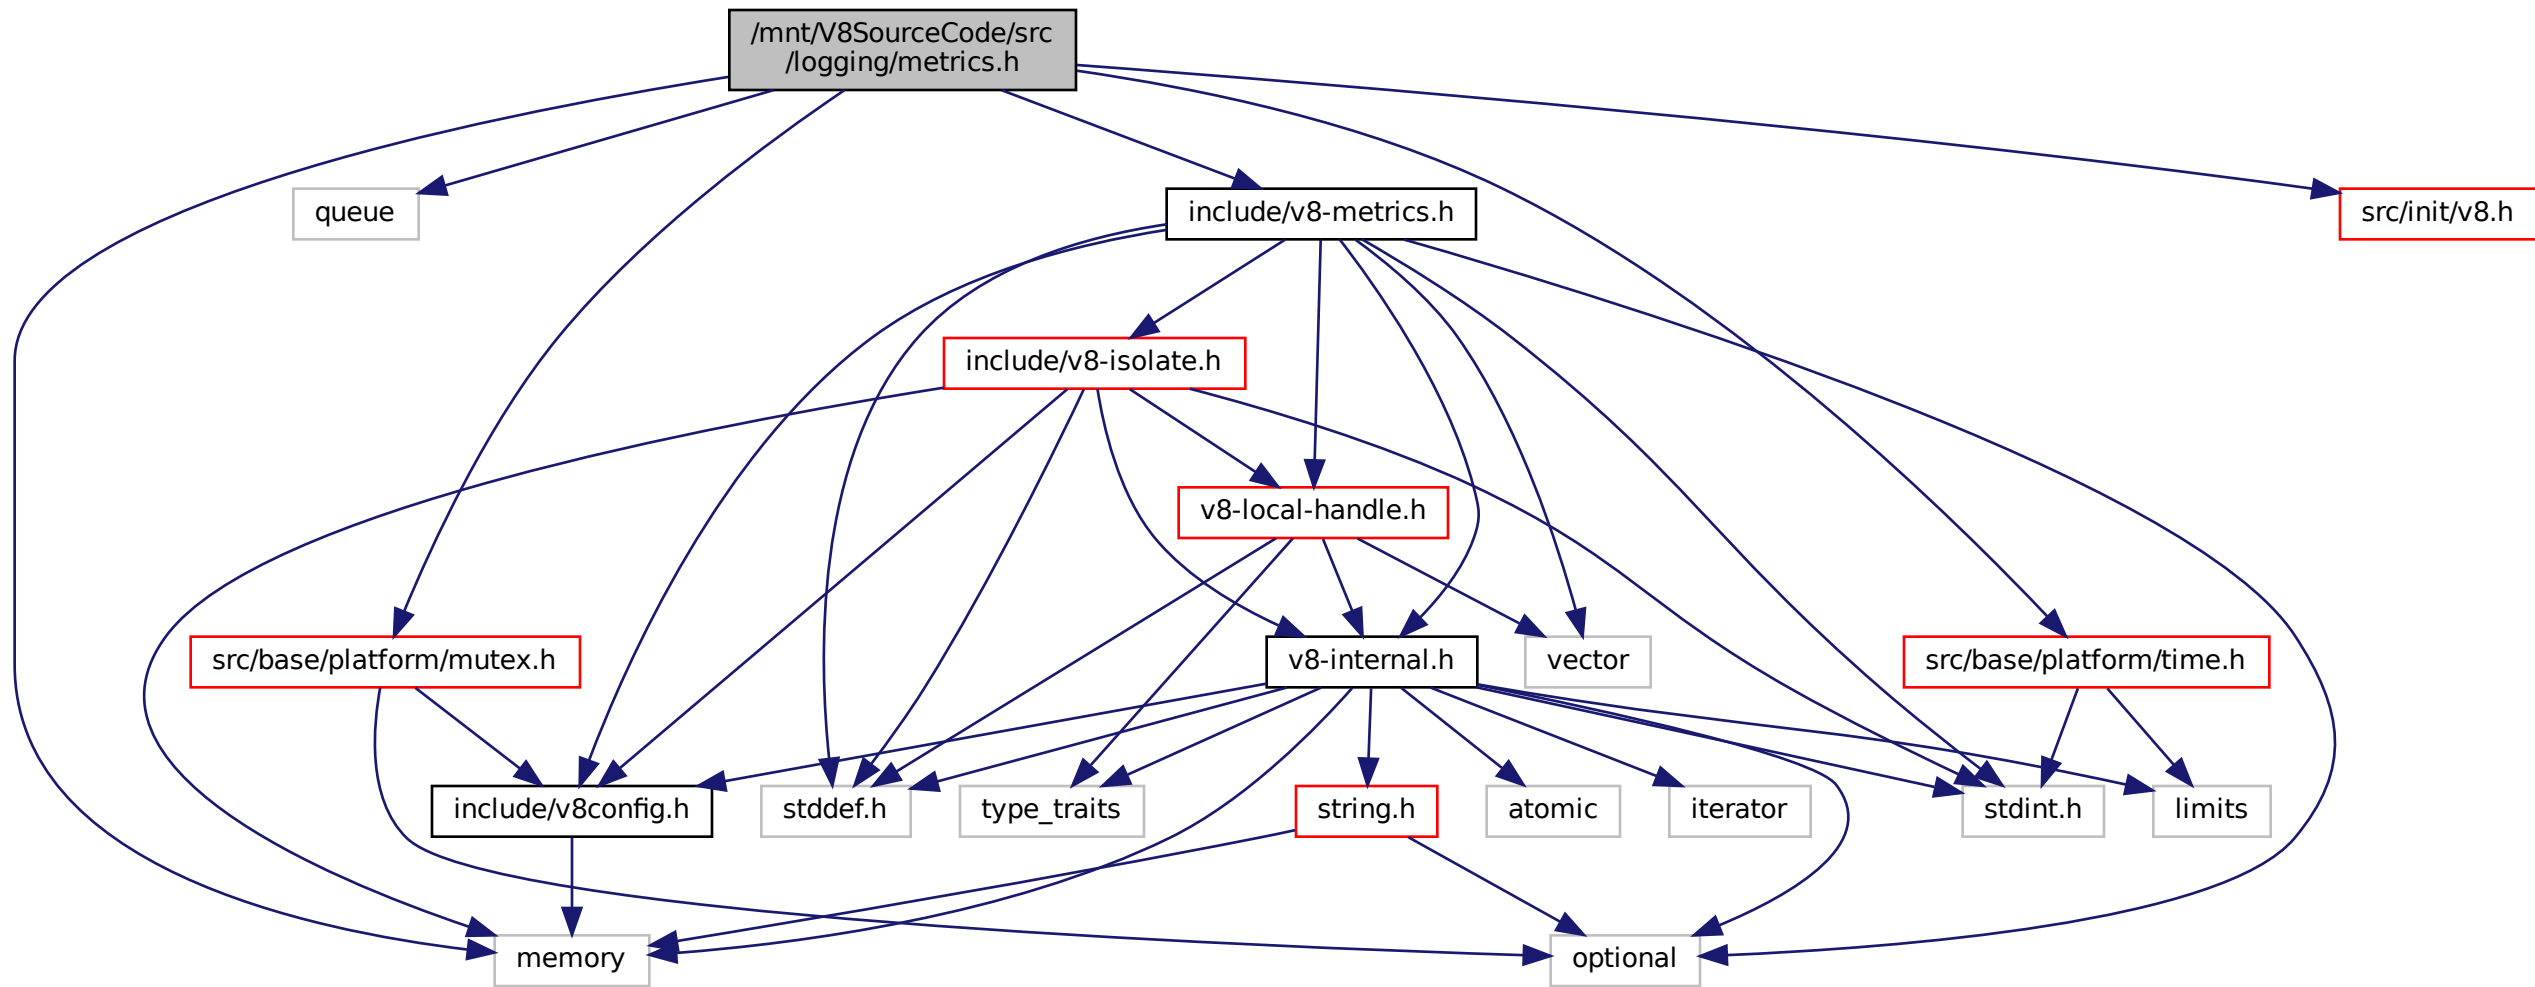 /mnt/V8SourceCode/src
/logging/metrics.h
queue
include/v8-metrics.h
src/init/v8.h
include/v8-isolate.h
v8-local-handle.h
src/base/platform/mutex.h
v8-internal.h
vector
src/base/platform/time.h
include/v8config.h
stddef.h
type_traits
string.h
atomic
iterator
stdint.h
limits
memory
optional